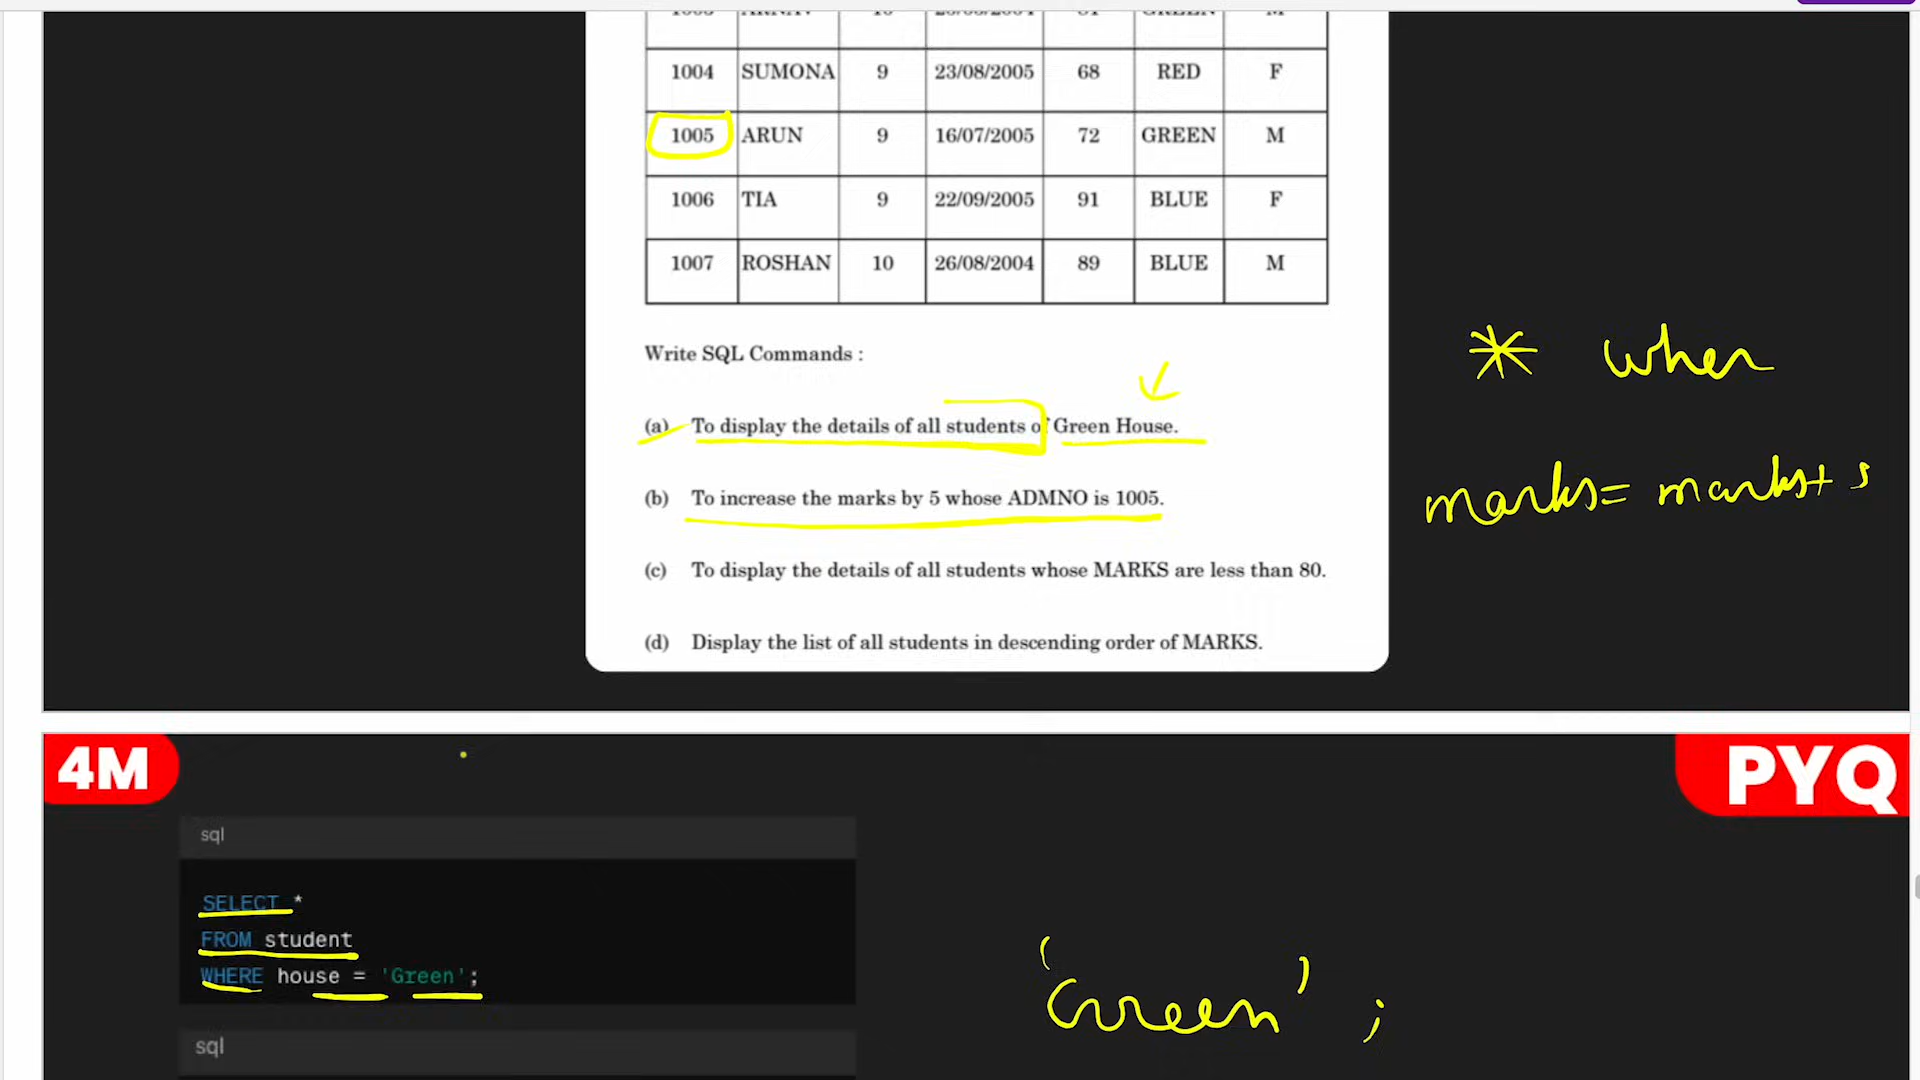 1004 SUMONA 9 23/08/2005 68 RED F
1005 ARUN 9 16/07/2005 72 GREEN M
1006 TIA 9 22/09/2005 91 BLUE F
1007 ROSHAN 10 26/08/2004 89 BLUE M
Write SQL Commands :
* when
(a) To display the details of all students of Green House.
(b) To increase the marks by 5 whose ADMNO is 1005.
marks= marks+ 5
(c) To display the details of all students whose MARKS are less than 80.
(d) Display the list of all students in descending order of MARKS.
4M
PYQ
sql
SELECT *
FROM student
WHERE house = 'Green';
'Green' ;
sql